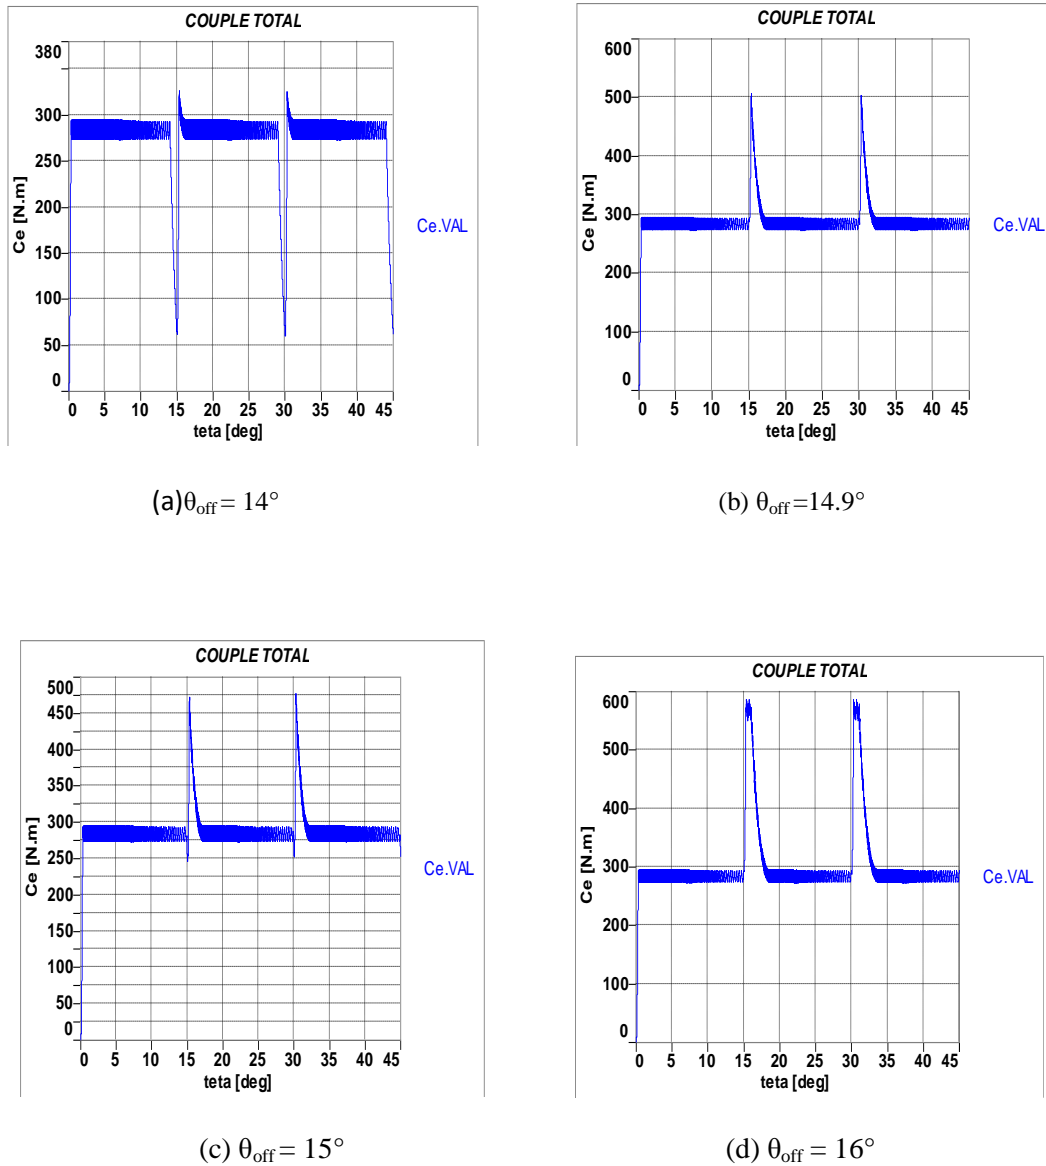 COUPLE TOTAL
380
300
250
200
150
100
50
0
Ce [N.m]
0 5 10 15 20 25 30 35 40 45
teta [deg]
Ce.VAL
COUPLE TOTAL
600
500
400
300
200
100
0
Ce [N.m]
0 5 10 15 20 25 30 35 40 45
teta [deg]
Ce.VAL
(a)θoff = 14°
(b) θoff =14.9°
COUPLE TOTAL
500
450
400
350
300
250
200
150
100
50
0
Ce [N.m]
0 5 10 15 20 25 30 35 40 45
teta [deg]
Ce.VAL
COUPLE TOTAL
600
500
400
300
200
100
0
Ce [N.m]
0 5 10 15 20 25 30 35 40 45
teta [deg]
Ce.VAL
(c) θoff = 15°
(d) θoff = 16°